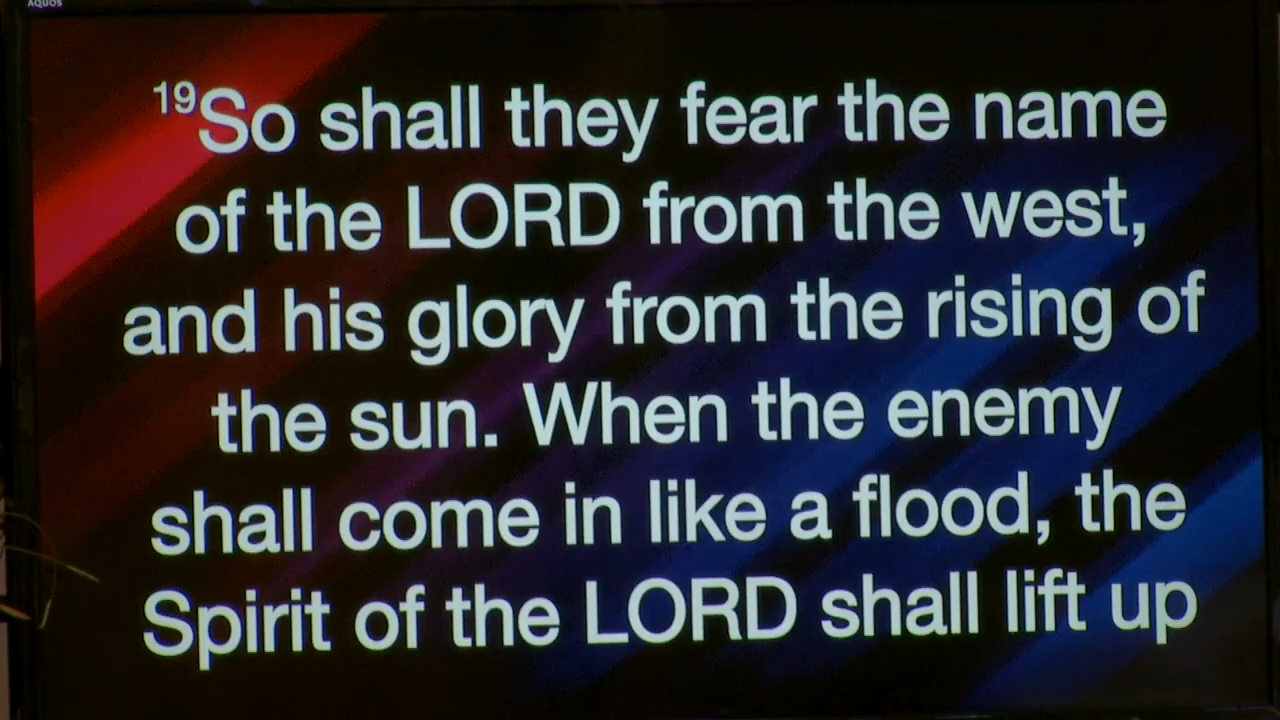 AQUOS
19So shall they fear the name
of the LORD from the west,
and his glory from the rising of
the sun. When the enemy
shall come in like a flood, the
Spirit of the LORD shall lift up